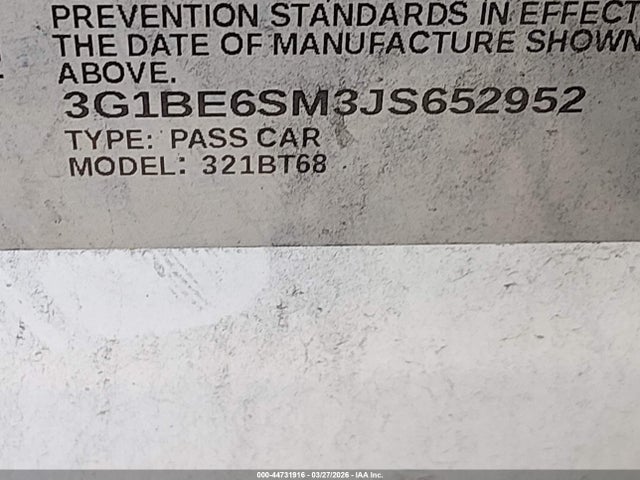 PREVENTION STANDARDS IN EFFECT
THE DATE OF MANUFACTURE SHOWN
ABOVE.
3G1BE6SM3JS652952
TYPE: PASS CAR
MODEL: 321BT68
000-44731916 - 03/27/2026 - IAA Inc.